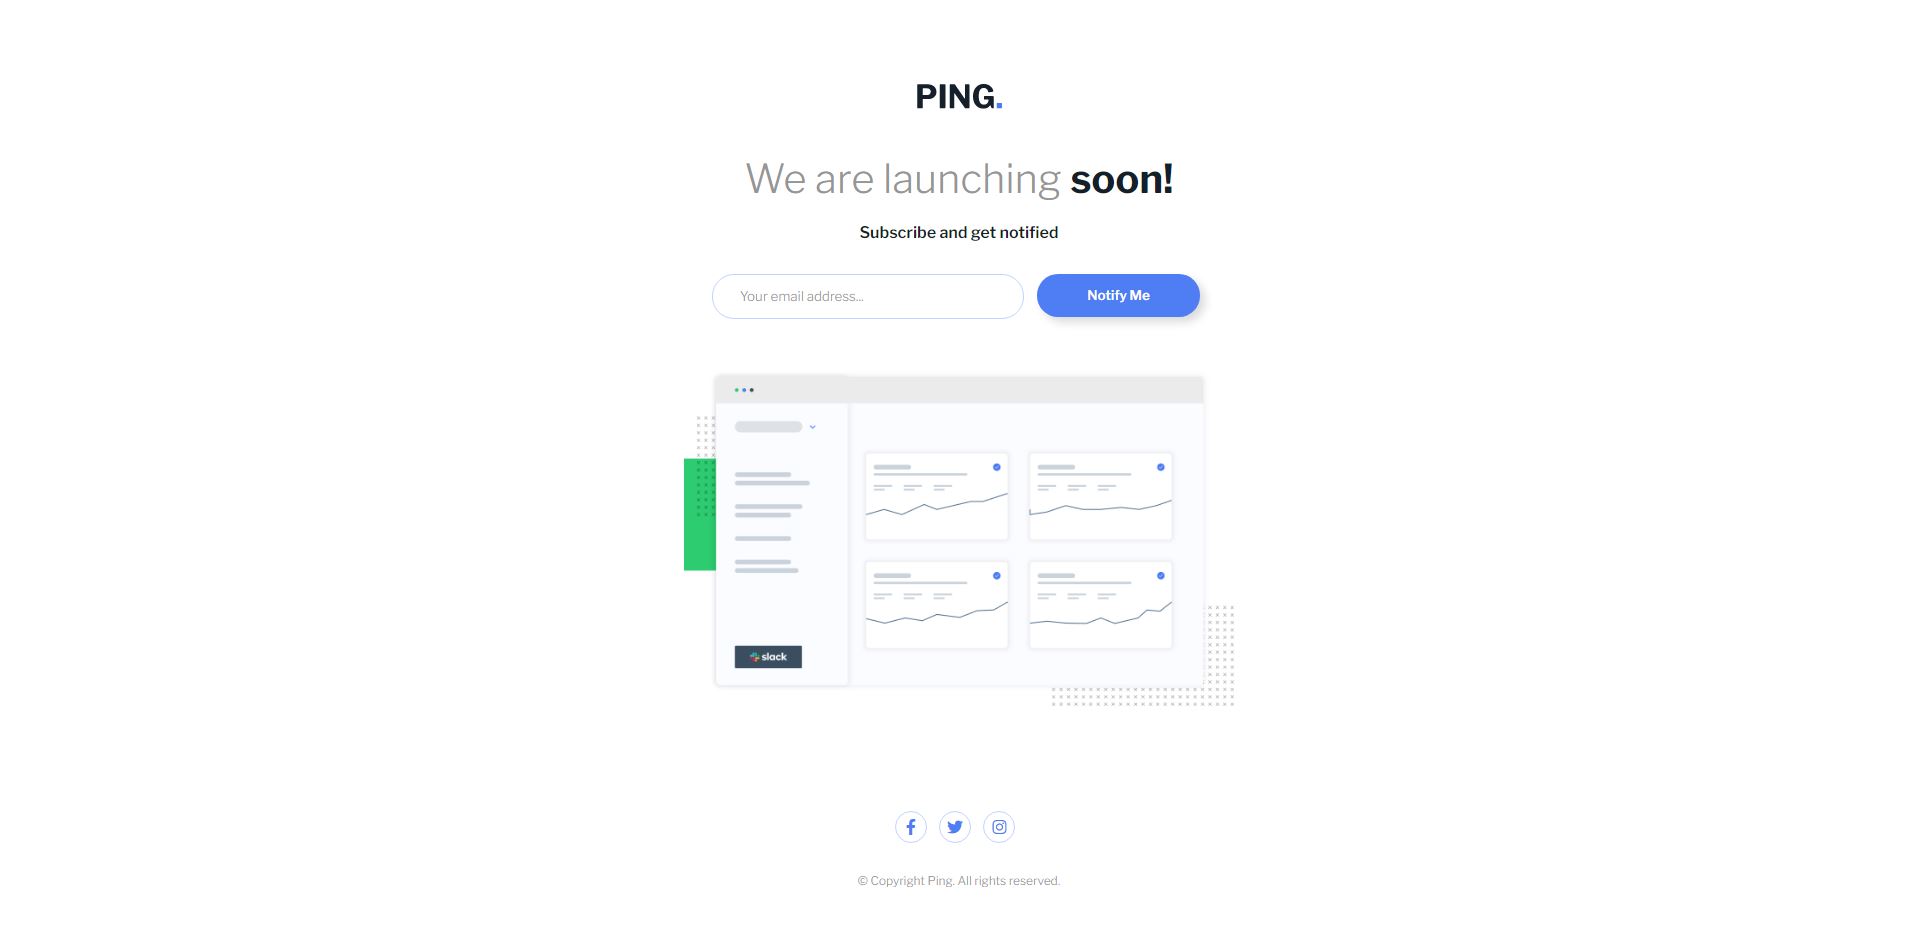 PING.
We are launching soon!
Subscribe and get notified
Your email address...
Notify Me
slack
© Copyright Ping. All rights reserved.